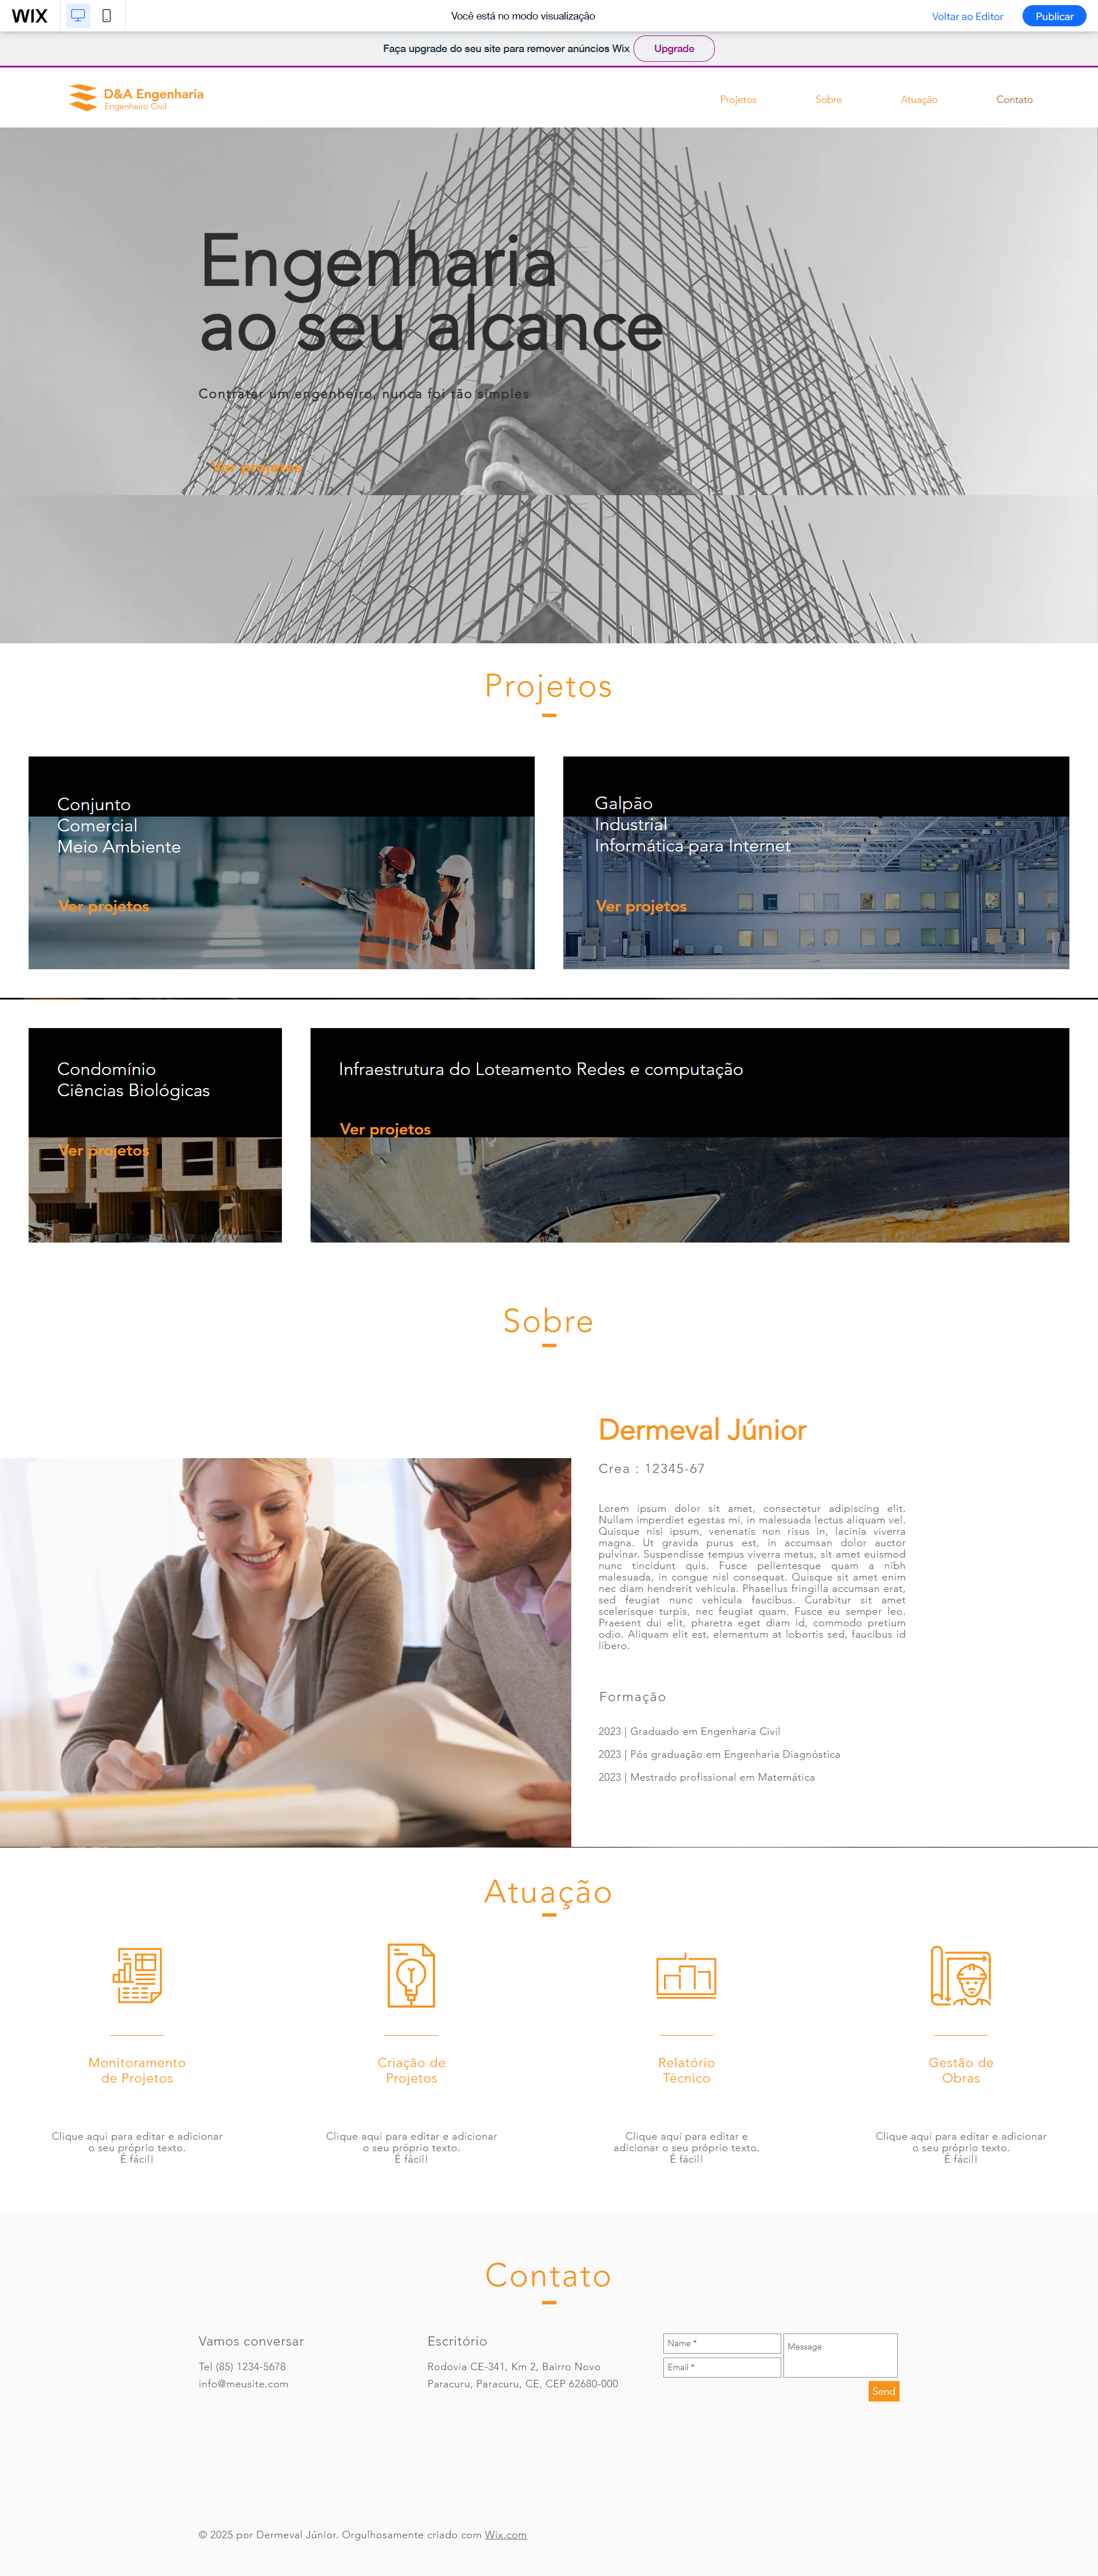 WIX
Você está no modo visualização
Voltar ao Editor
Publicar
Faça upgrade do seu site para remover anúncios Wix
Upgrade
D&A Engenharia
Engenheiro Civil
Projetos
Sobre
Atuação
Contato
Engenharia
ao seu alcance
Contratar um engenheiro, nunca foi tão simples
Ver projetos
Projetos
Conjunto
Comercial
Meio Ambiente
Ver projetos
Galpão
Industrial
Informática para Internet
Ver projetos
Condomínio
Ciências Biológicas
Ver projetos
Infraestrutura do Loteamento Redes e computação
Ver projetos
Sobre
Dermeval Júnior
Crea : 12345-67
Lorem ipsum dolor sit amet, consectetur adipiscing elit.
Nullam imperdiet egestas mi, in malesuada lectus aliquam vel.
Quisque nisi ipsum, venenatis non risus in, lacinia viverra
magna. Ut gravida purus est, in accumsan dolor auctor
pulvinar. Suspendisse tempus viverra metus, sit amet euismod
nunc tincidunt quis. Fusce pellentesque quam a nibh
malesuada, in congue nisl consequat. Quisque sit amet enim
nec diam hendrerit vehicula. Phasellus fringilla accumsan erat,
sed feugiat nunc vehicula faucibus. Curabitur sit amet
scelerisque turpis, nec feugiat quam. Fusce eu semper leo.
Praesent dui elit, pharetra eget diam id, commodo pretium
odio. Aliquam elit est, elementum at lobortis sed, faucibus id
libero.
Formação
2023 | Graduado em Engenharia Civil
2023 | Pós graduação em Engenharia Diagnóstica
2023 | Mestrado profissional em Matemática
Atuação
Monitoramento
de Projetos
Clique aqui para editar e adicionar
o seu próprio texto.
É fácil!
Criação de
Projetos
Clique aqui para editar e adicionar
o seu próprio texto.
É fácil!
Relatório
Técnico
Clique aqui para editar e
adicionar o seu próprio texto.
É fácil!
Gestão de
Obras
Clique aqui para editar e adicionar
o seu próprio texto.
É fácil!
Contato
Vamos conversar
Tel (85) 1234-5678
info@meusite.com
Escritório
Rodovia CE-341, Km 2, Bairro Novo
Paracuru, Paracuru, CE, CEP 62680-000
Name *
Email *
Message
Send
© 2025 por Dermeval Júnior. Orgulhosamente criado com Wix.com